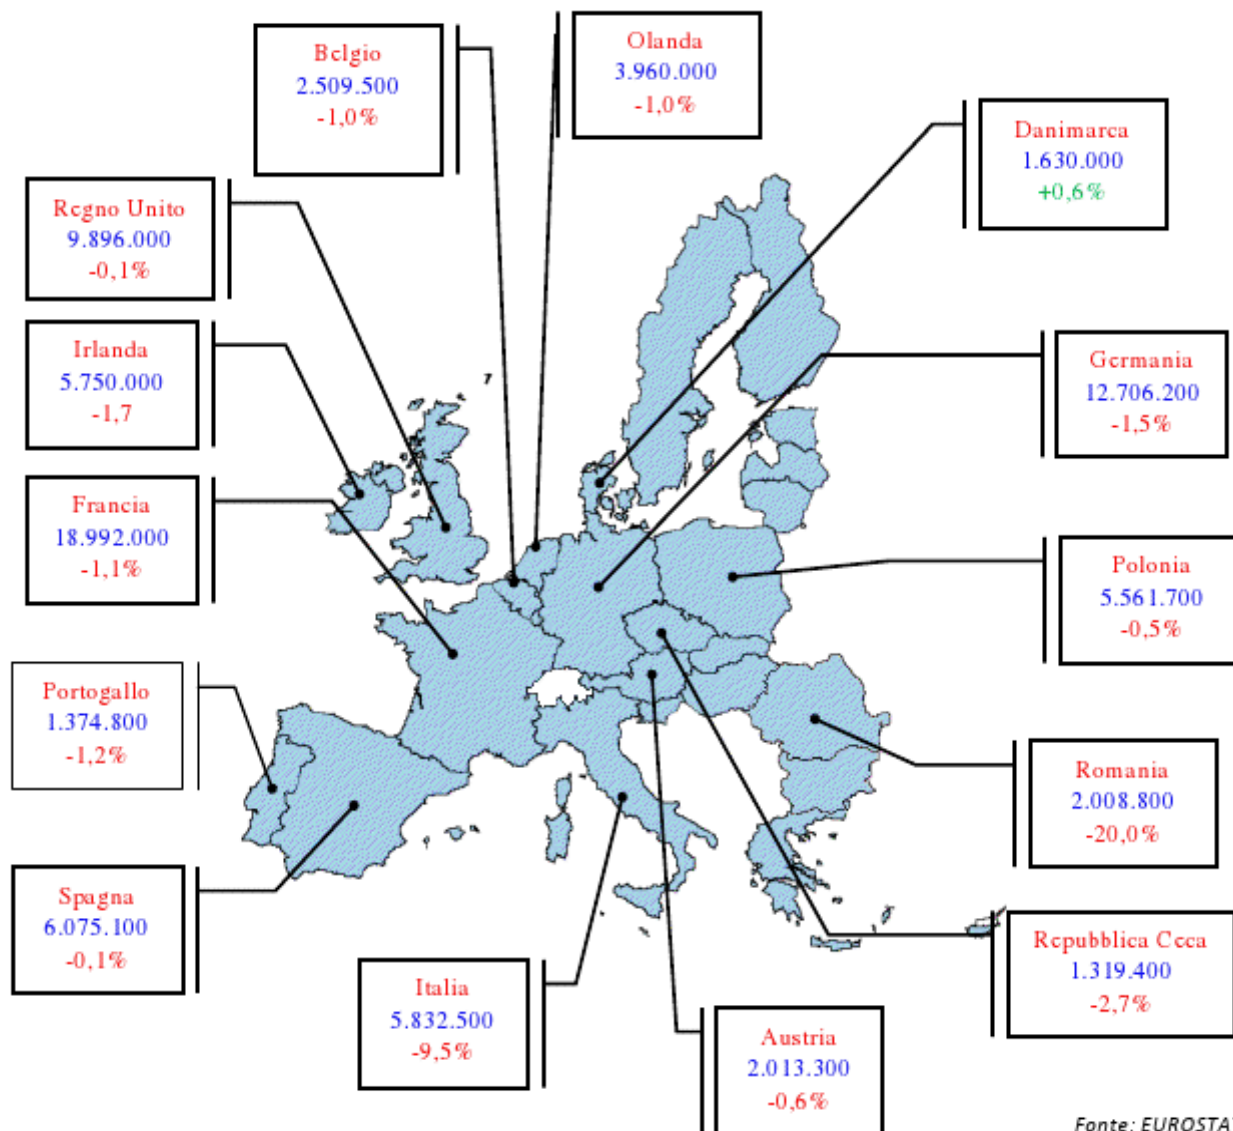 Belgio
2.509.500
-1,0%
Olanda
3.960.000
-1,0%
Danimarca
1.630.000
+0,6%
Regno Unito
9.896.000
-0,1%
Irlanda
5.750.000
-1,7
Germania
12.706.200
-1,5%
Francia
18.992.000
-1,1%
Polonia
5.561.700
-0,5%
Portogallo
1.374.800
-1,2%
Romania
2.008.800
-20,0%
Spagna
6.075.100
-0,1%
Repubblica Ceca
1.319.400
-2,7%
Italia
5.832.500
-9,5%
Austria
2.013.300
-0,6%
Fonte: EUROSTAT